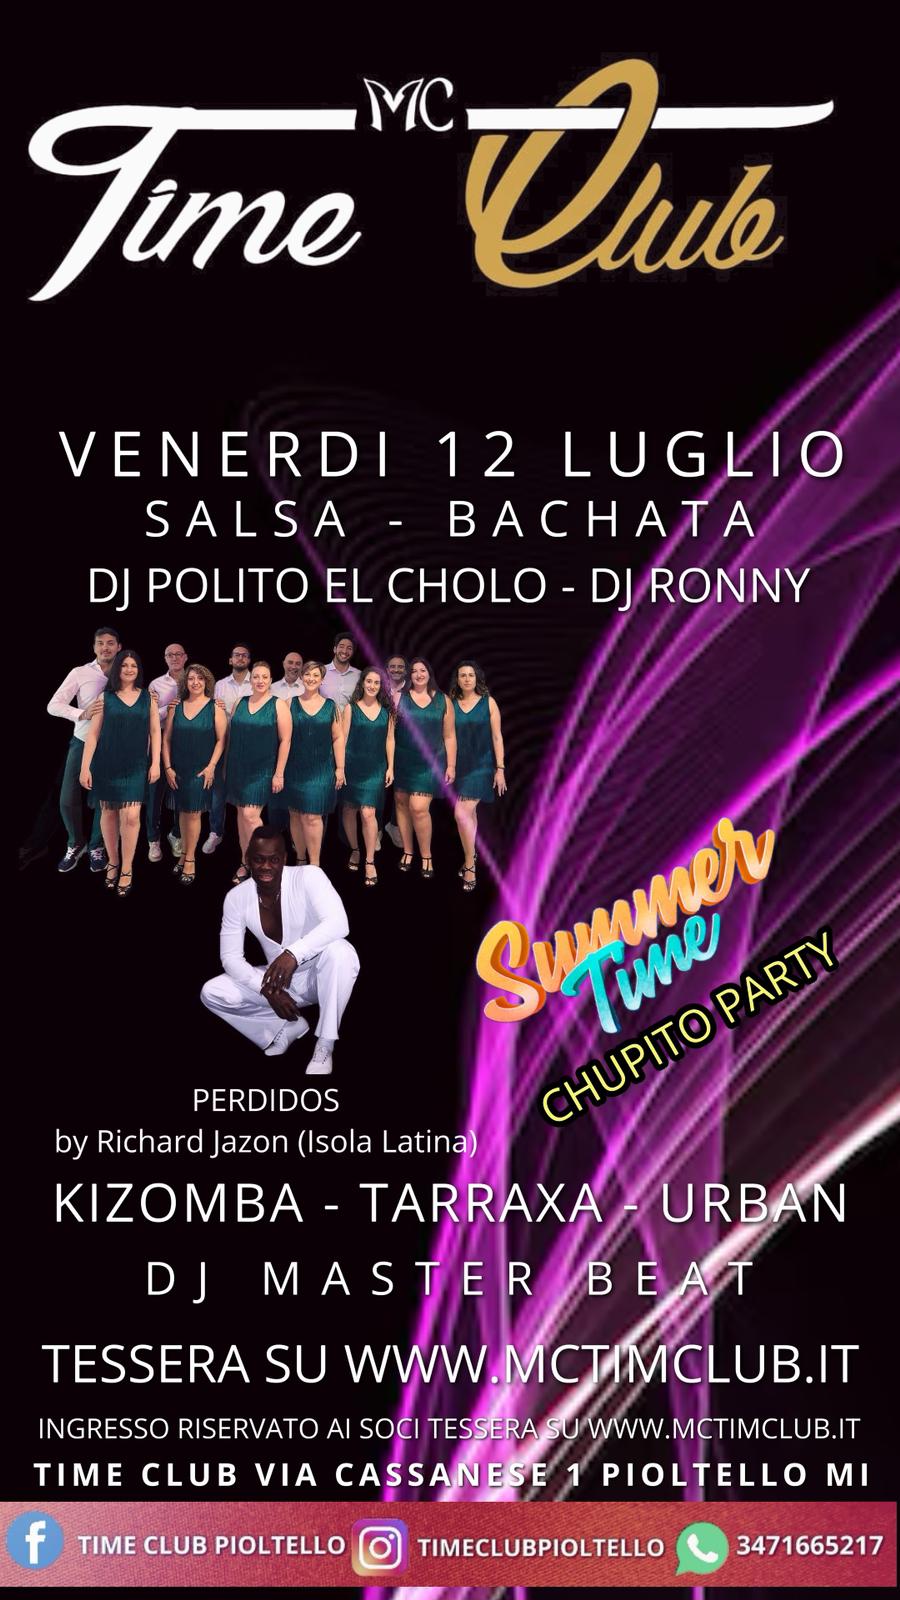 MC
Time Club
VENERDI 12 LUGLIO
SALSA - BACHATA
DJ POLITO EL CHOLO - DJ RONNY
Summer
Time
CHUPITO PARTY
PERDIDOS
by Richard Jazon (Isola Latina)
KIZOMBA - TARRAXA - URBAN
DJ MASTER BEAT
TESSERA SU WWW.MCTIMCLUB.IT
INGRESSO RISERVATO AI SOCI TESSERA SU WWW.MCTIMCLUB.IT
TIME CLUB VIA CASSANESE 1 PIOLTELLO MI
TIME CLUB PIOLTELLO TIMECLUBPIOLTELLO 3471665217